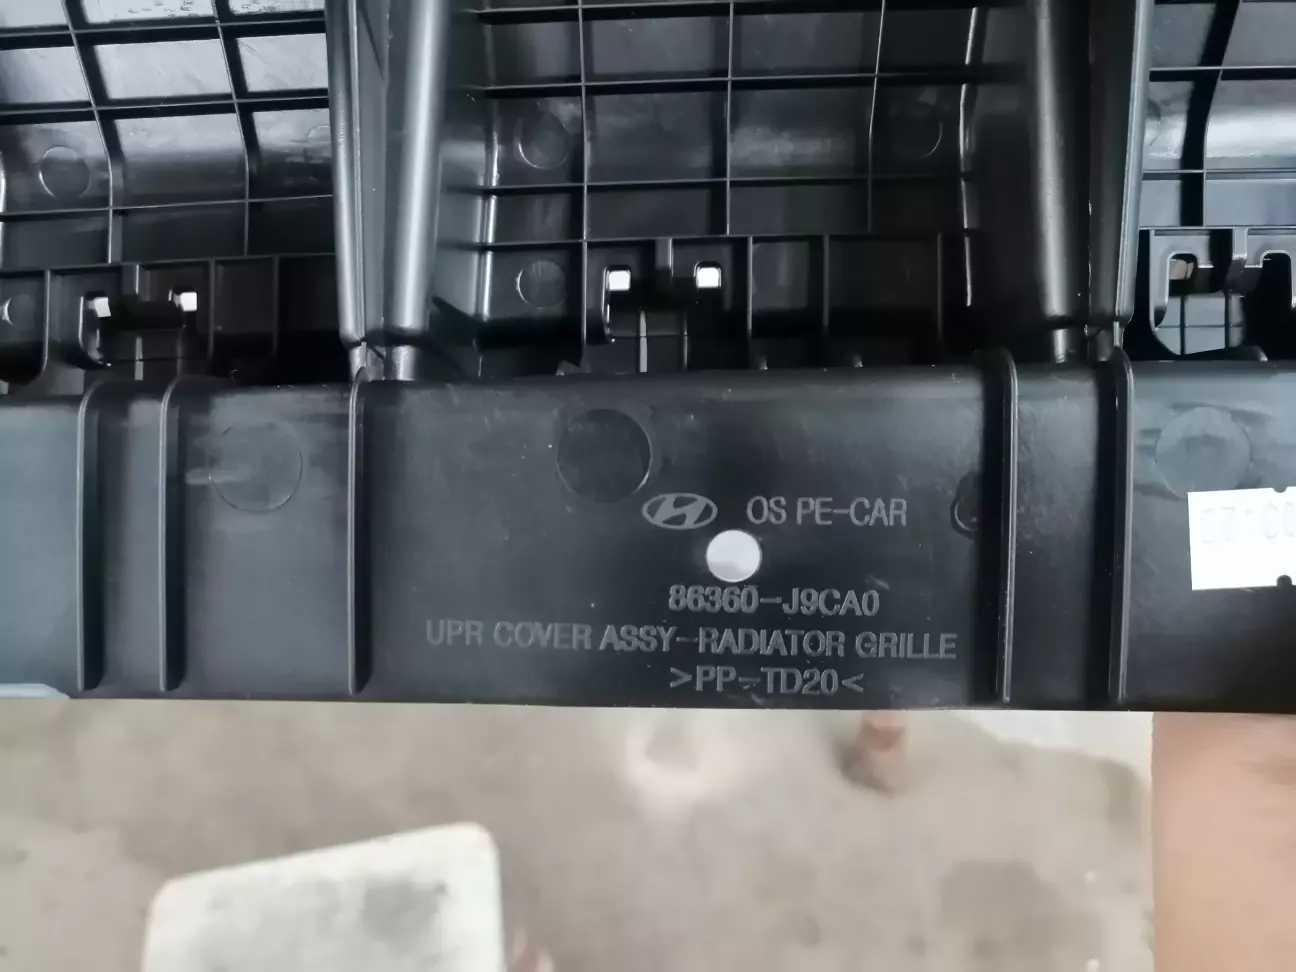 OS PE-CAR
86360-J9CA0
UPR COVER ASSY-RADIATOR GRILLE
>PP-TD20<